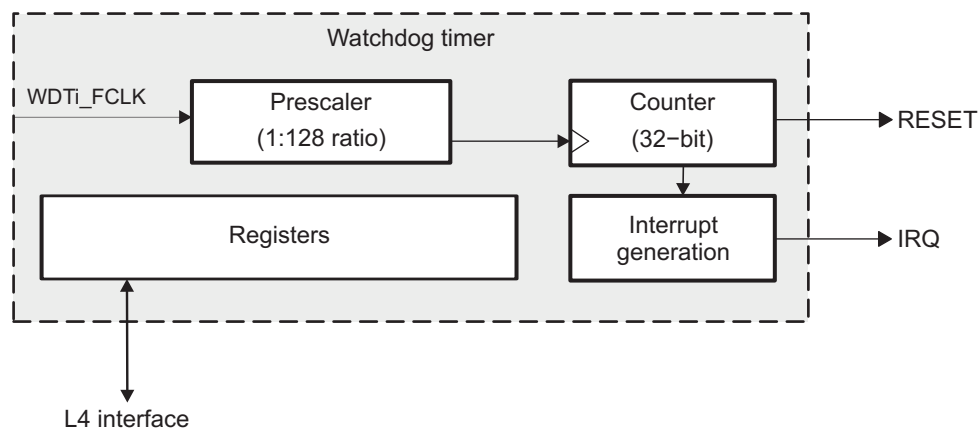 Watchdog timer
WDTi_FCLK
Prescaler
(1:128 ratio)
Counter
(32−bit)
RESET
Registers
Interrupt
generation
IRQ
L4 interface